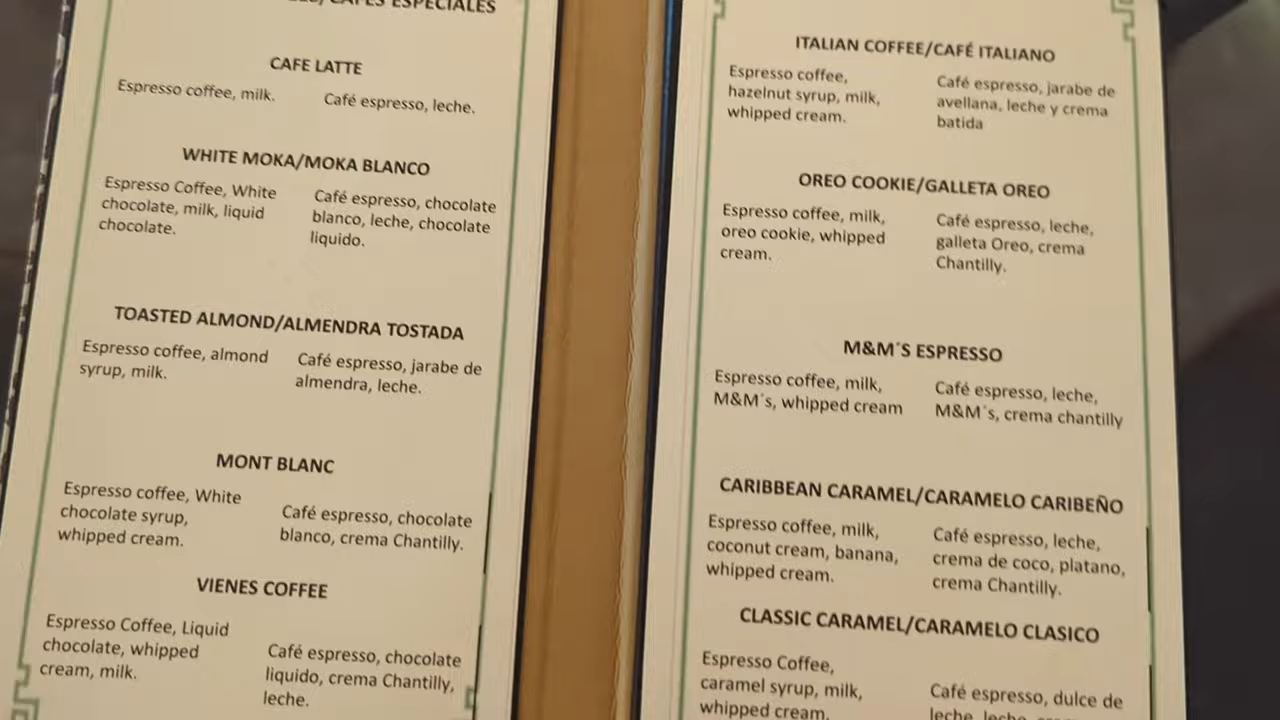 CAFES ESPECIALES
CAFE LATTE
Espresso coffee, milk.
Café espresso, leche.
WHITE MOKA/MOKA BLANCO
Espresso Coffee, White
chocolate, milk, liquid
chocolate.
Café espresso, chocolate
blanco, leche, chocolate
liquido.
TOASTED ALMOND/ALMENDRA TOSTADA
Espresso coffee, almond
syrup, milk.
Café espresso, jarabe de
almendra, leche.
MONT BLANC
Espresso coffee, White
chocolate syrup,
whipped cream.
Café espresso, chocolate
blanco, crema Chantilly.
VIENES COFFEE
Espresso Coffee, Liquid
chocolate, whipped
cream, milk.
Café espresso, chocolate
liquido, crema Chantilly,
leche.
ITALIAN COFFEE/CAFÉ ITALIANO
Espresso coffee,
hazelnut syrup, milk,
whipped cream.
Café espresso, jarabe de
avellana, leche y crema
batida
OREO COOKIE/GALLETA OREO
Espresso coffee, milk,
oreo cookie, whipped
cream.
Café espresso, leche,
galleta Oreo, crema
Chantilly.
M&M´S ESPRESSO
Espresso coffee, milk,
M&M´s, whipped cream
Café espresso, leche,
M&M´s, crema chantilly
CARIBBEAN CARAMEL/CARAMELO CARIBEÑO
Espresso coffee, milk,
coconut cream, banana,
whipped cream.
Café espresso, leche,
crema de coco, platano,
crema Chantilly.
CLASSIC CARAMEL/CARAMELO CLASICO
Espresso Coffee,
caramel syrup, milk,
whipped cream.
Café espresso, dulce de
leche, leche,